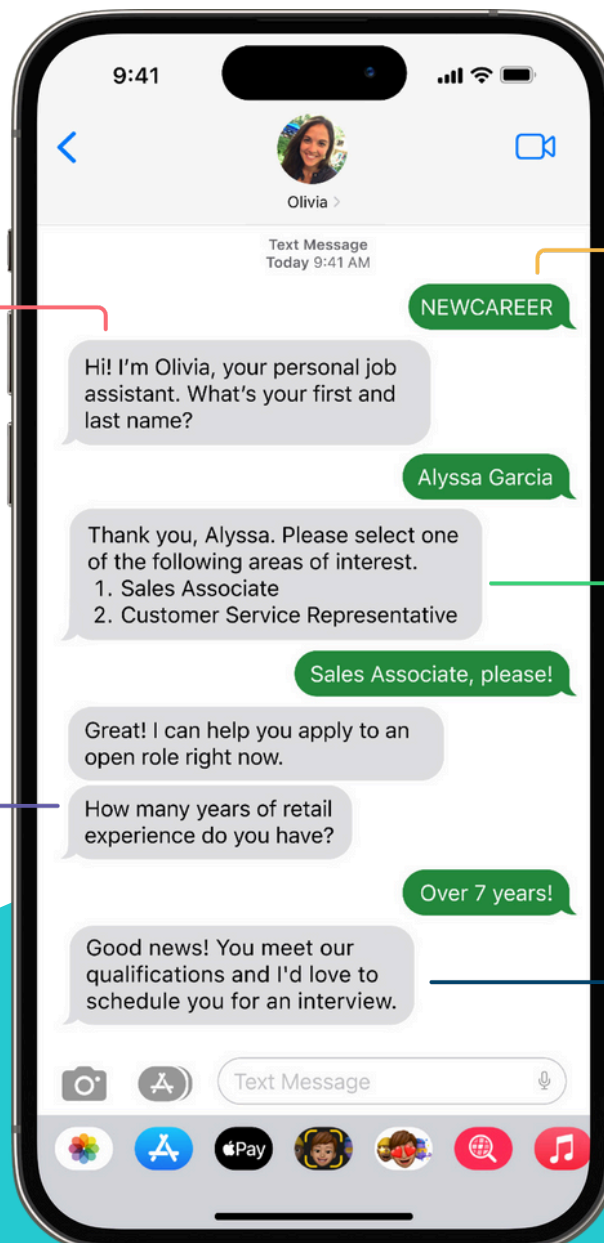 9:41
Olivia
Text Message
Today 9:41 AM
NEWCAREER
Hi! I'm Olivia, your personal job
assistant. What's your first and
last name?
Alyssa Garcia
Thank you, Alyssa. Please select one
of the following areas of interest.
1. Sales Associate
2. Customer Service Representative
Sales Associate, please!
Great! I can help you apply to an
open role right now.
How many years of retail
experience do you have?
Over 7 years!
Good news! You meet our
qualifications and I'd love to
schedule you for an interview.
Text Message
Pay